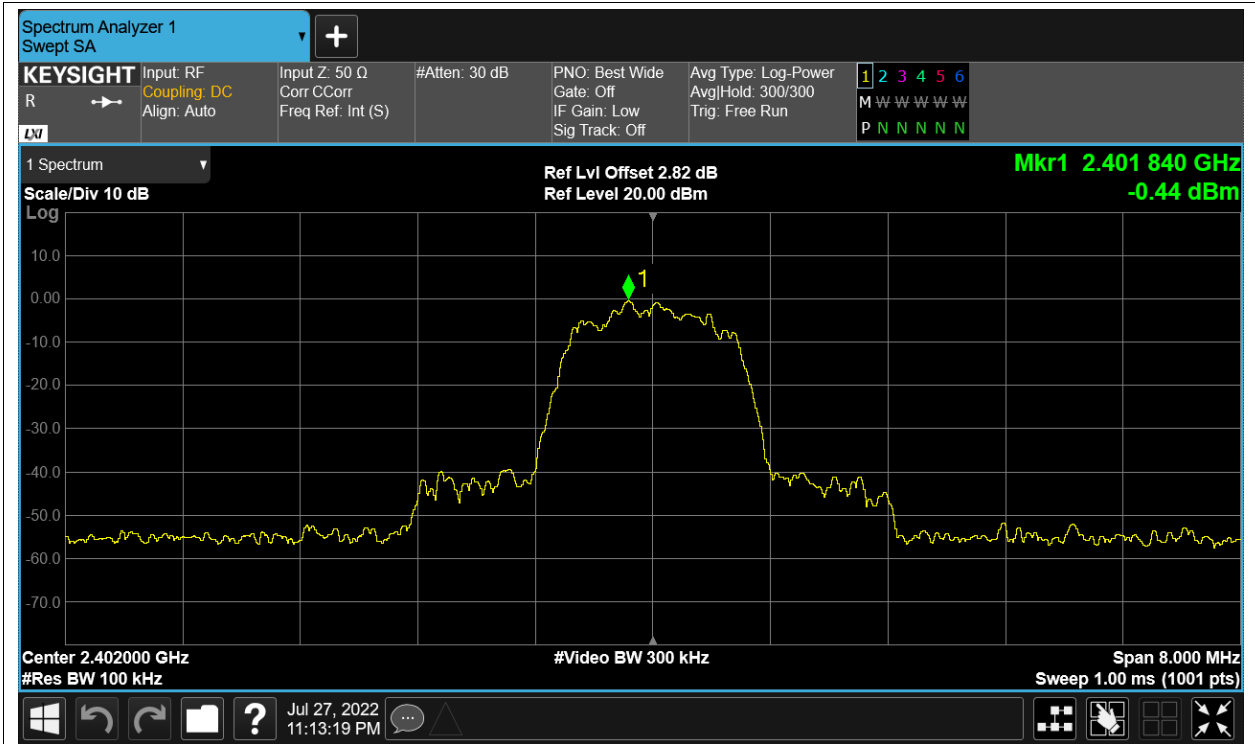 Spectrum Analyzer 1
Swept SA
KEYSIGHT
R
LXI
Input: RF
Coupling: DC
Align: Auto
Input Z: 50 Ω
Corr CCorr
Freq Ref: Int (S)
#Atten: 30 dB
PNO: Best Wide
Gate: Off
IF Gain: Low
Sig Track: Off
Avg Type: Log-Power
Avg|Hold: 300/300
Trig: Free Run
1 2 3 4 5 6
M W W W W W
P N N N N N
1 Spectrum
Scale/Div 10 dB
Ref Lvl Offset 2.82 dB
Ref Level 20.00 dBm
Mkr1 2.401 840 GHz
-0.44 dBm
Log
10.0
0.00
-10.0
-20.0
-30.0
-40.0
-50.0
-60.0
-70.0
1
Center 2.402000 GHz
#Res BW 100 kHz
#Video BW 300 kHz
Span 8.000 MHz
Sweep 1.00 ms (1001 pts)
?
Jul 27, 2022
11:13:19 PM